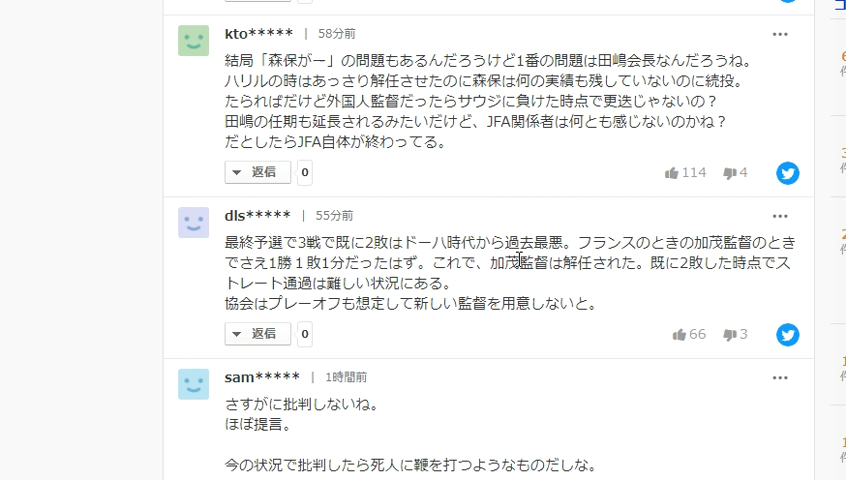 kto***** | 58分前
結局「森保がー」の問題もあるんだろうけど1番の問題は田嶋会長なんだろうね。
ハリルの時はあっさり解任させたのに森保は何の実績も残していないのに続投。
たらればだけど外国人監督だったらサウジに負けた時点で更迭じゃないの？
田嶋の任期も延長されるみたいだけど、JFA関係者は何とも感じないのかね？
だとしたらJFA自体が終わってる。
返信 0 114 4
dls***** | 55分前
最終予選で3戦で既に2敗はドーハ時代から過去最悪。フランスのときの加茂監督のとき
でさえ1勝１敗1分だったはず。これで、加茂監督は解任された。既に2敗した時点でス
トレート通過は難しい状況にある。
協会はプレーオフも想定して新しい監督を用意しないと。
返信 0 66 3
sam***** | 1時間前
さすがに批判しないね。
ほぼ提言。
今の状況で批判したら死人に鞭を打つようなものだしな。